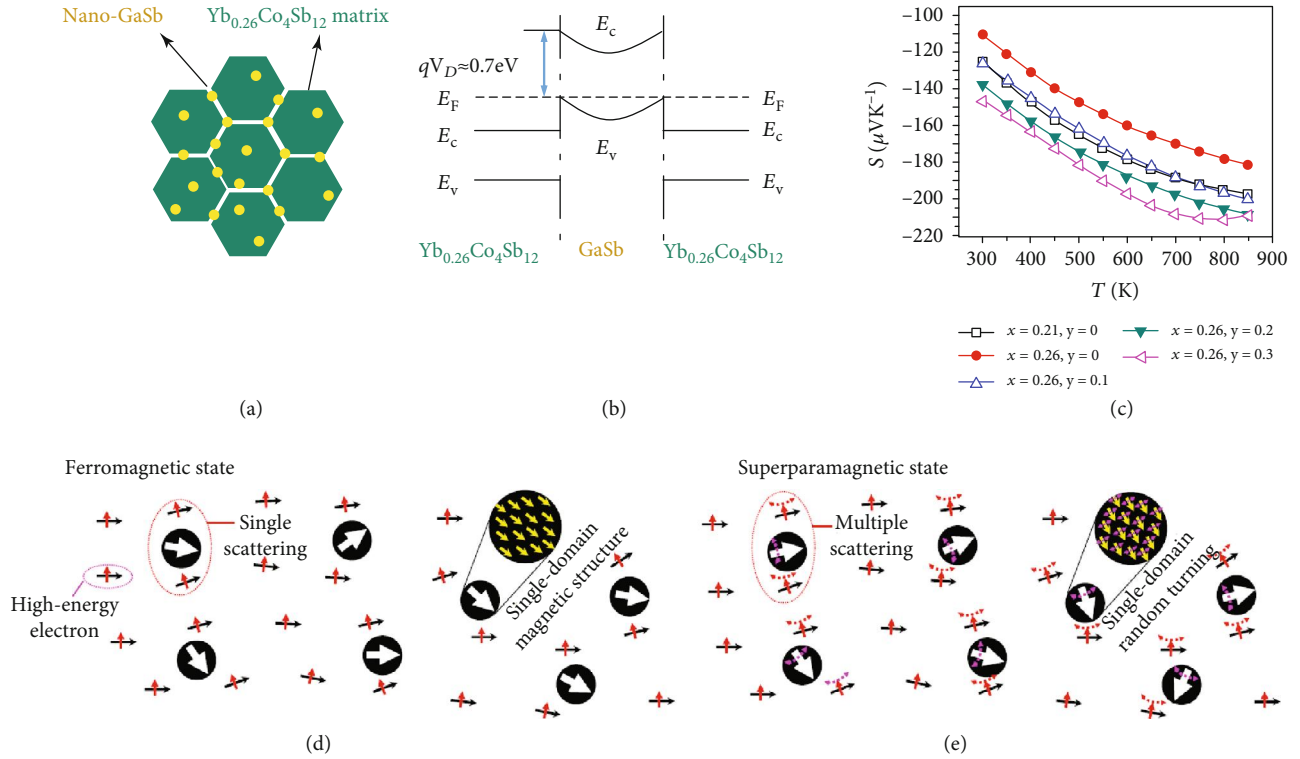 Nano-GaSb
Yb0.26Co4Sb12 matrix
(a)
Ec
qVD≈0.7eV
EF
EF
Ec
Ec
Ev
Ev
Ev
Yb0.26Co4Sb12
GaSb
Yb0.26Co4Sb12
(b)
S (μVK–1)
–100
–120
–140
–160
–180
–200
–220
300 400 500 600 700 800 900
T (K)
x = 0.21, y = 0
x = 0.26, y = 0.2
x = 0.26, y = 0
x = 0.26, y = 0.3
x = 0.26, y = 0.1
(c)
Ferromagnetic state
Single
scattering
High-energy
electron
Single-domain
magnetic structure
(d)
Superparamagnetic state
Multiple
scattering
Single-domain
random turning
(e)